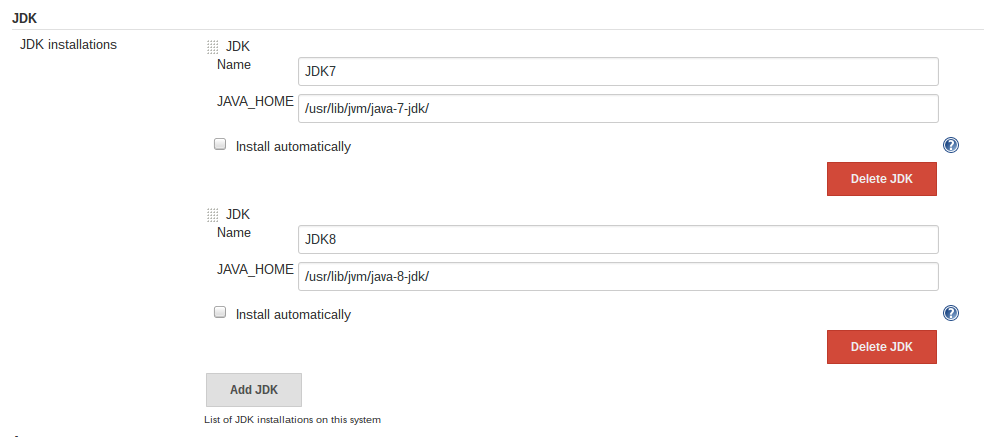 JDK
JDK installations
JDK
Name
JDK7
JAVA_HOME
/usr/lib/jvm/java-7-jdk/
Install automatically
?
Delete JDK
JDK
Name
JDK8
JAVA_HOME
/usr/lib/jvm/java-8-jdk/
Install automatically
?
Delete JDK
Add JDK
List of JDK installations on this system